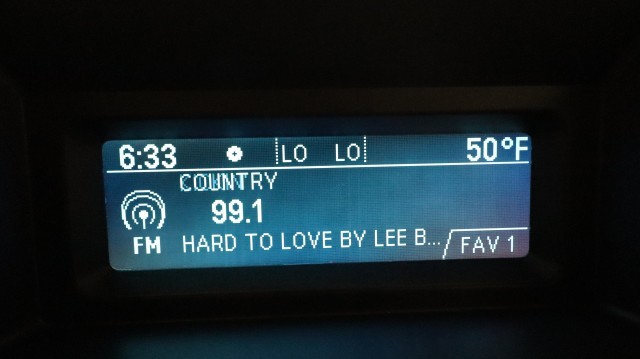 6:33 LO LO 50°F
COUNTRY
99.1
FM HARD TO LOVE BY LEE B... FAV 1